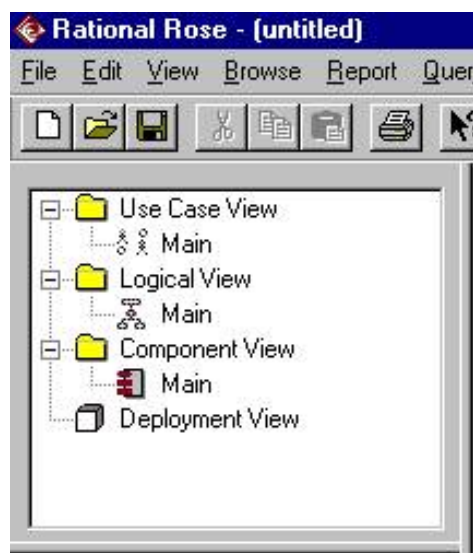 Rational Rose - (untitled)
File Edit View Browse Report Quer
Use Case View
Main
Logical View
Main
Component View
Main
Deployment View